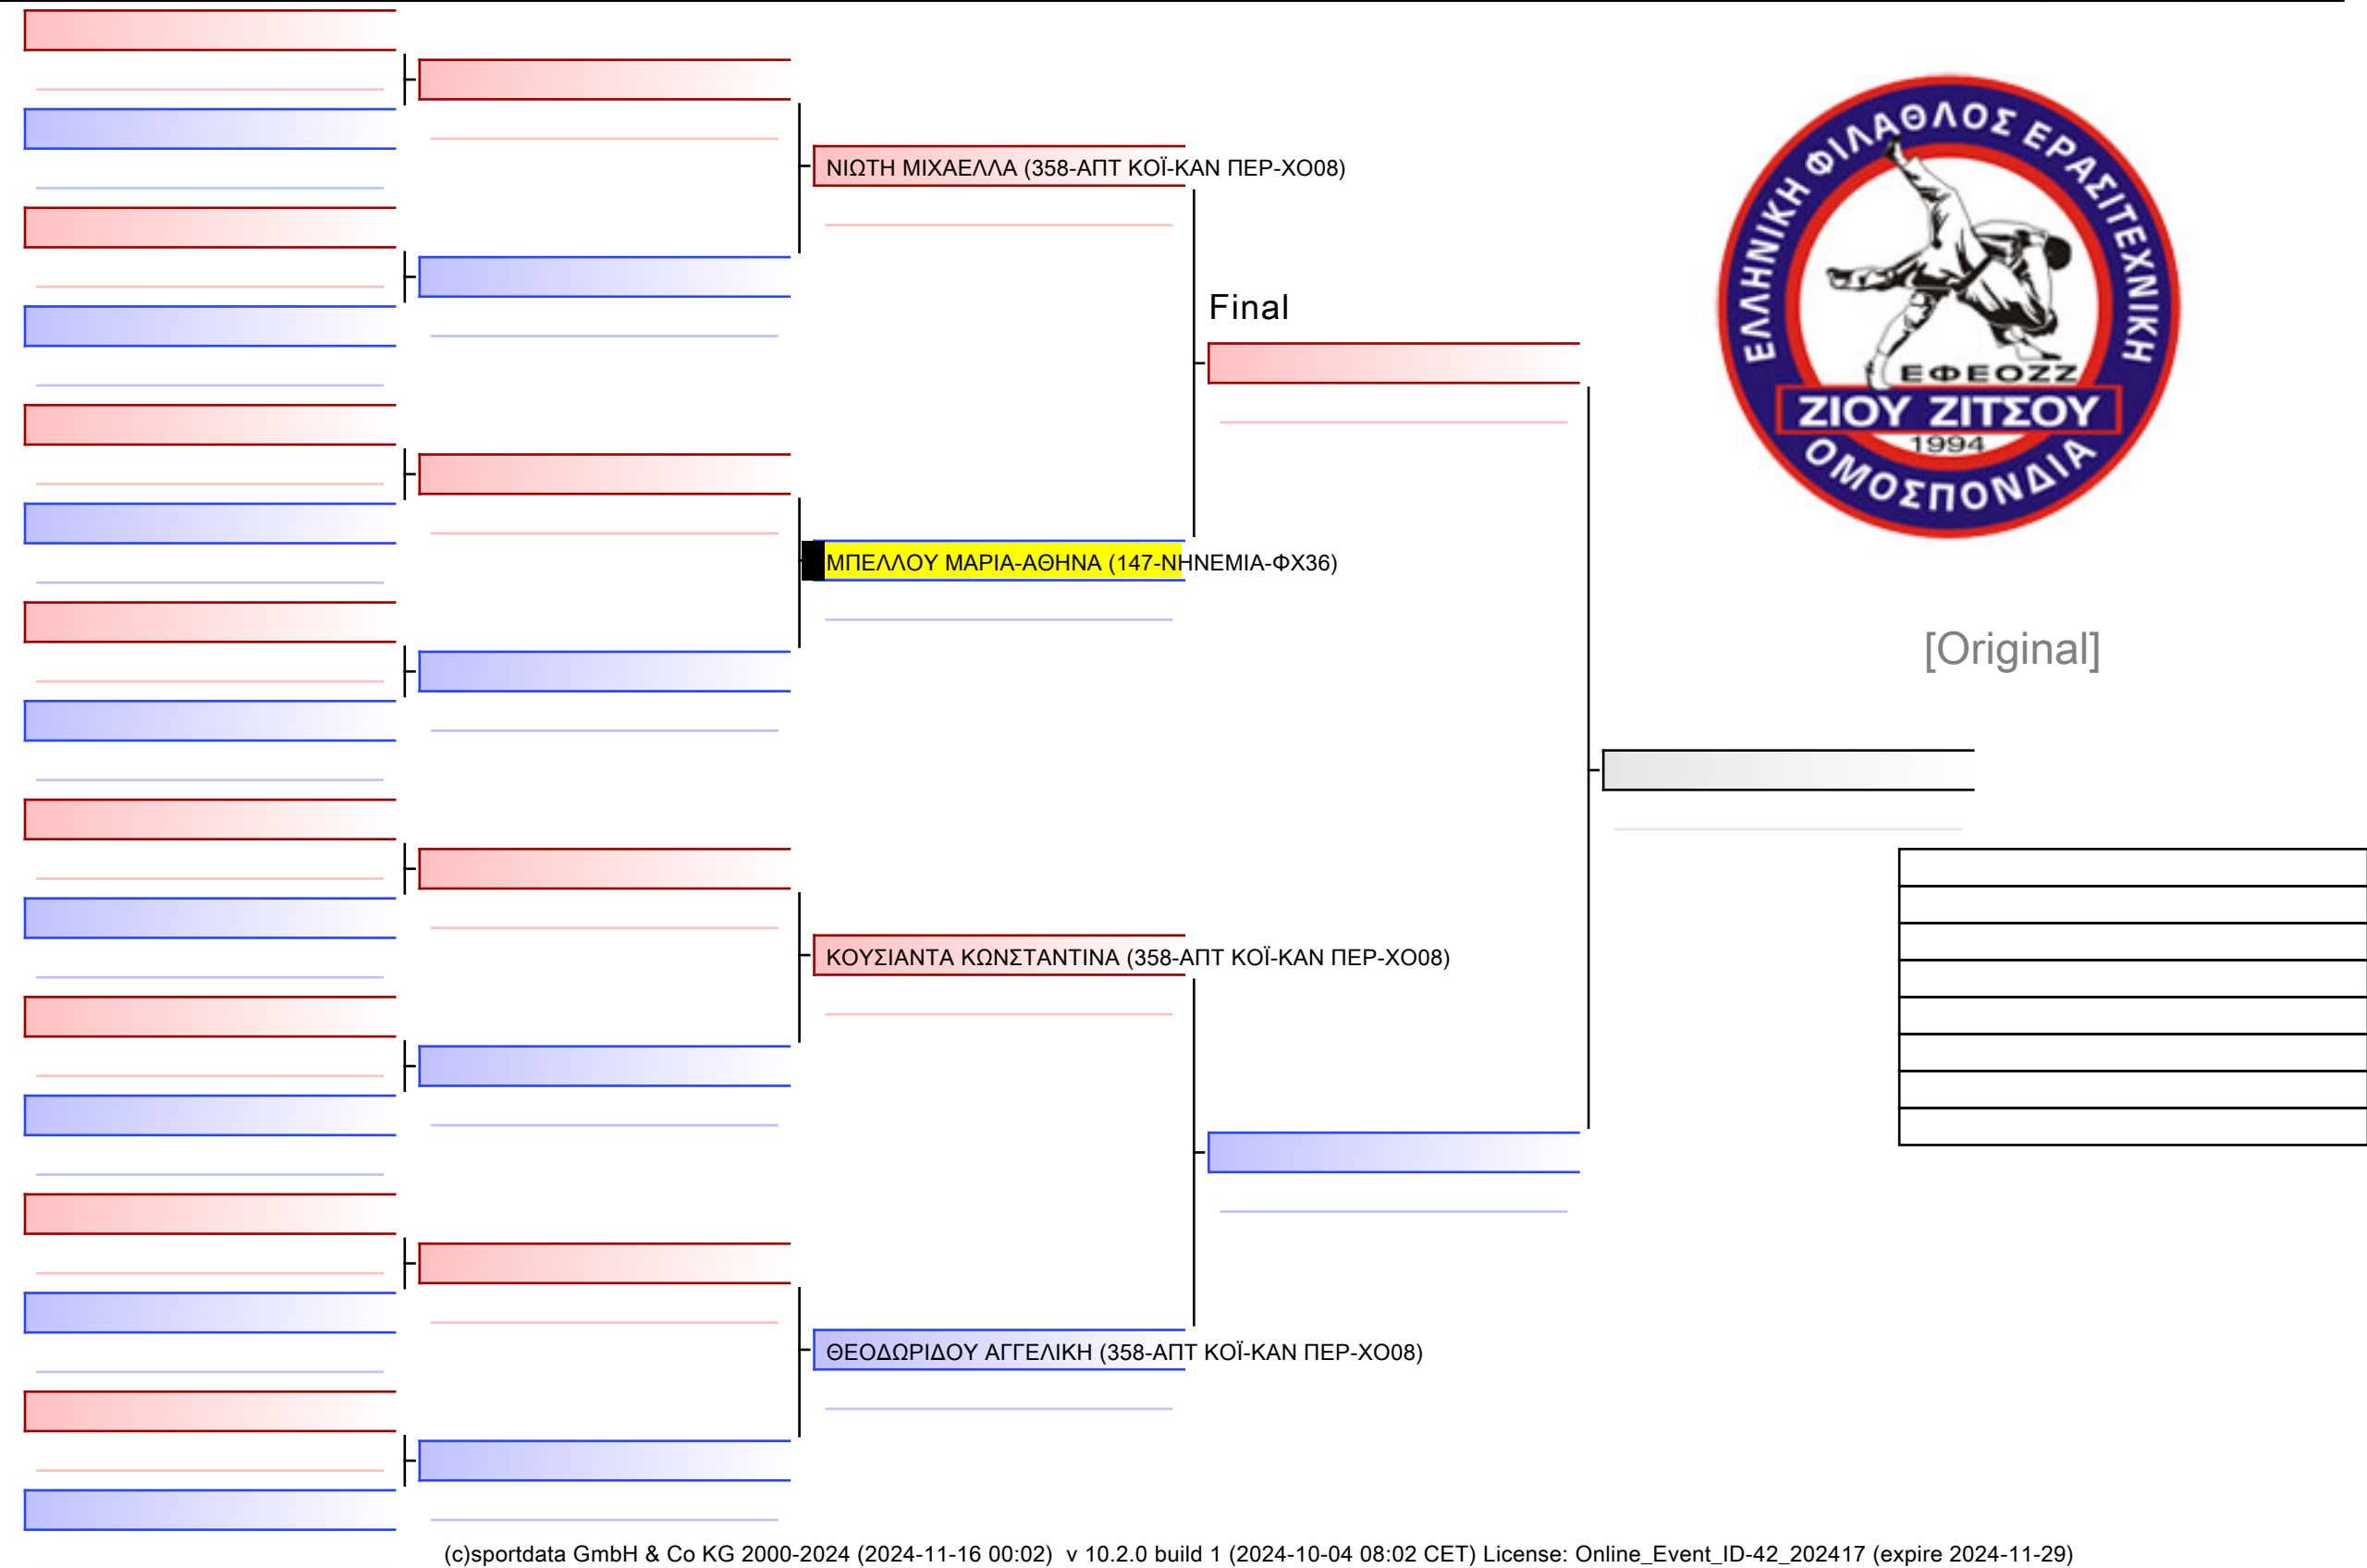 ΝΙΩΤΗ ΜΙΧΑΕΛΛΑ (358-ΑΠΤ ΚΟΪ-ΚΑΝ ΠΕΡ-ΧΟ08)
ΕΛΛΗΝΙΚΗ ΦΙΛΑΘΛΟΣ ΕΡΑΣΙΤΕΧΝΙΚΗ
ΕΦΕΟΖΖ
ΖΙΟΥ ΖΙΤΣΟΥ
1994
ΟΜΟΣΠΟΝΔΙΑ
Final
ΜΠΕΛΛΟΥ ΜΑΡΙΑ-ΑΘΗΝΑ (147-ΝΗΝΕΜΙΑ-ΦΧ36)
[Original]
ΚΟΥΣΙΑΝΤΑ ΚΩΝΣΤΑΝΤΙΝΑ (358-ΑΠΤ ΚΟΪ-ΚΑΝ ΠΕΡ-ΧΟ08)
ΘΕΟΔΩΡΙΔΟΥ ΑΓΓΕΛΙΚΗ (358-ΑΠΤ ΚΟΪ-ΚΑΝ ΠΕΡ-ΧΟ08)
(c)sportdata GmbH & Co KG 2000-2024 (2024-11-16 00:02) v 10.2.0 build 1 (2024-10-04 08:02 CET) License: Online_Event_ID-42_202417 (expire 2024-11-29)